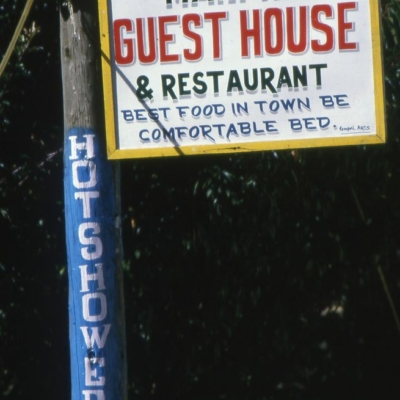 GUEST HOUSE
& RESTAURANT
BEST FOOD IN TOWN BE
COMFORTABLE BED.
HOTSHOWER